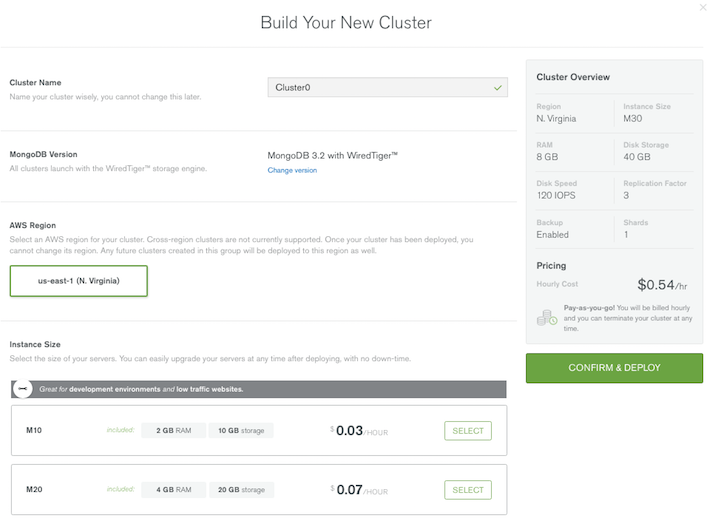 Build Your New Cluster
Cluster Name
Name your cluster wisely, you cannot change this later.
Cluster0
MongoDB Version
All clusters launch with the WiredTiger™ storage engine.
MongoDB 3.2 with WiredTiger™
Change version
AWS Region
Select an AWS region for your cluster. Cross-region clusters are not currently supported. Once your cluster has been deployed, you
cannot change its region. Any future clusters created in this group will be deployed to this region as well.
us-east-1 (N. Virginia)
Instance Size
Select the size of your servers. You can easily upgrade your servers at any time after deploying, with no down-time.
Great for development environments and low traffic websites.
M10 included: 2 GB RAM 10 GB storage $0.03/HOUR SELECT
M20 included: 4 GB RAM 20 GB storage $0.07/HOUR SELECT
Cluster Overview
Region Instance Size
N. Virginia M30
RAM Disk Storage
8 GB 40 GB
Disk Speed Replication Factor
120 IOPS 3
Backup Shards
Enabled 1
Pricing
Hourly Cost $0.54/hr
Pay-as-you-go! You will be billed hourly
and you can terminate your cluster at any
time.
CONFIRM & DEPLOY